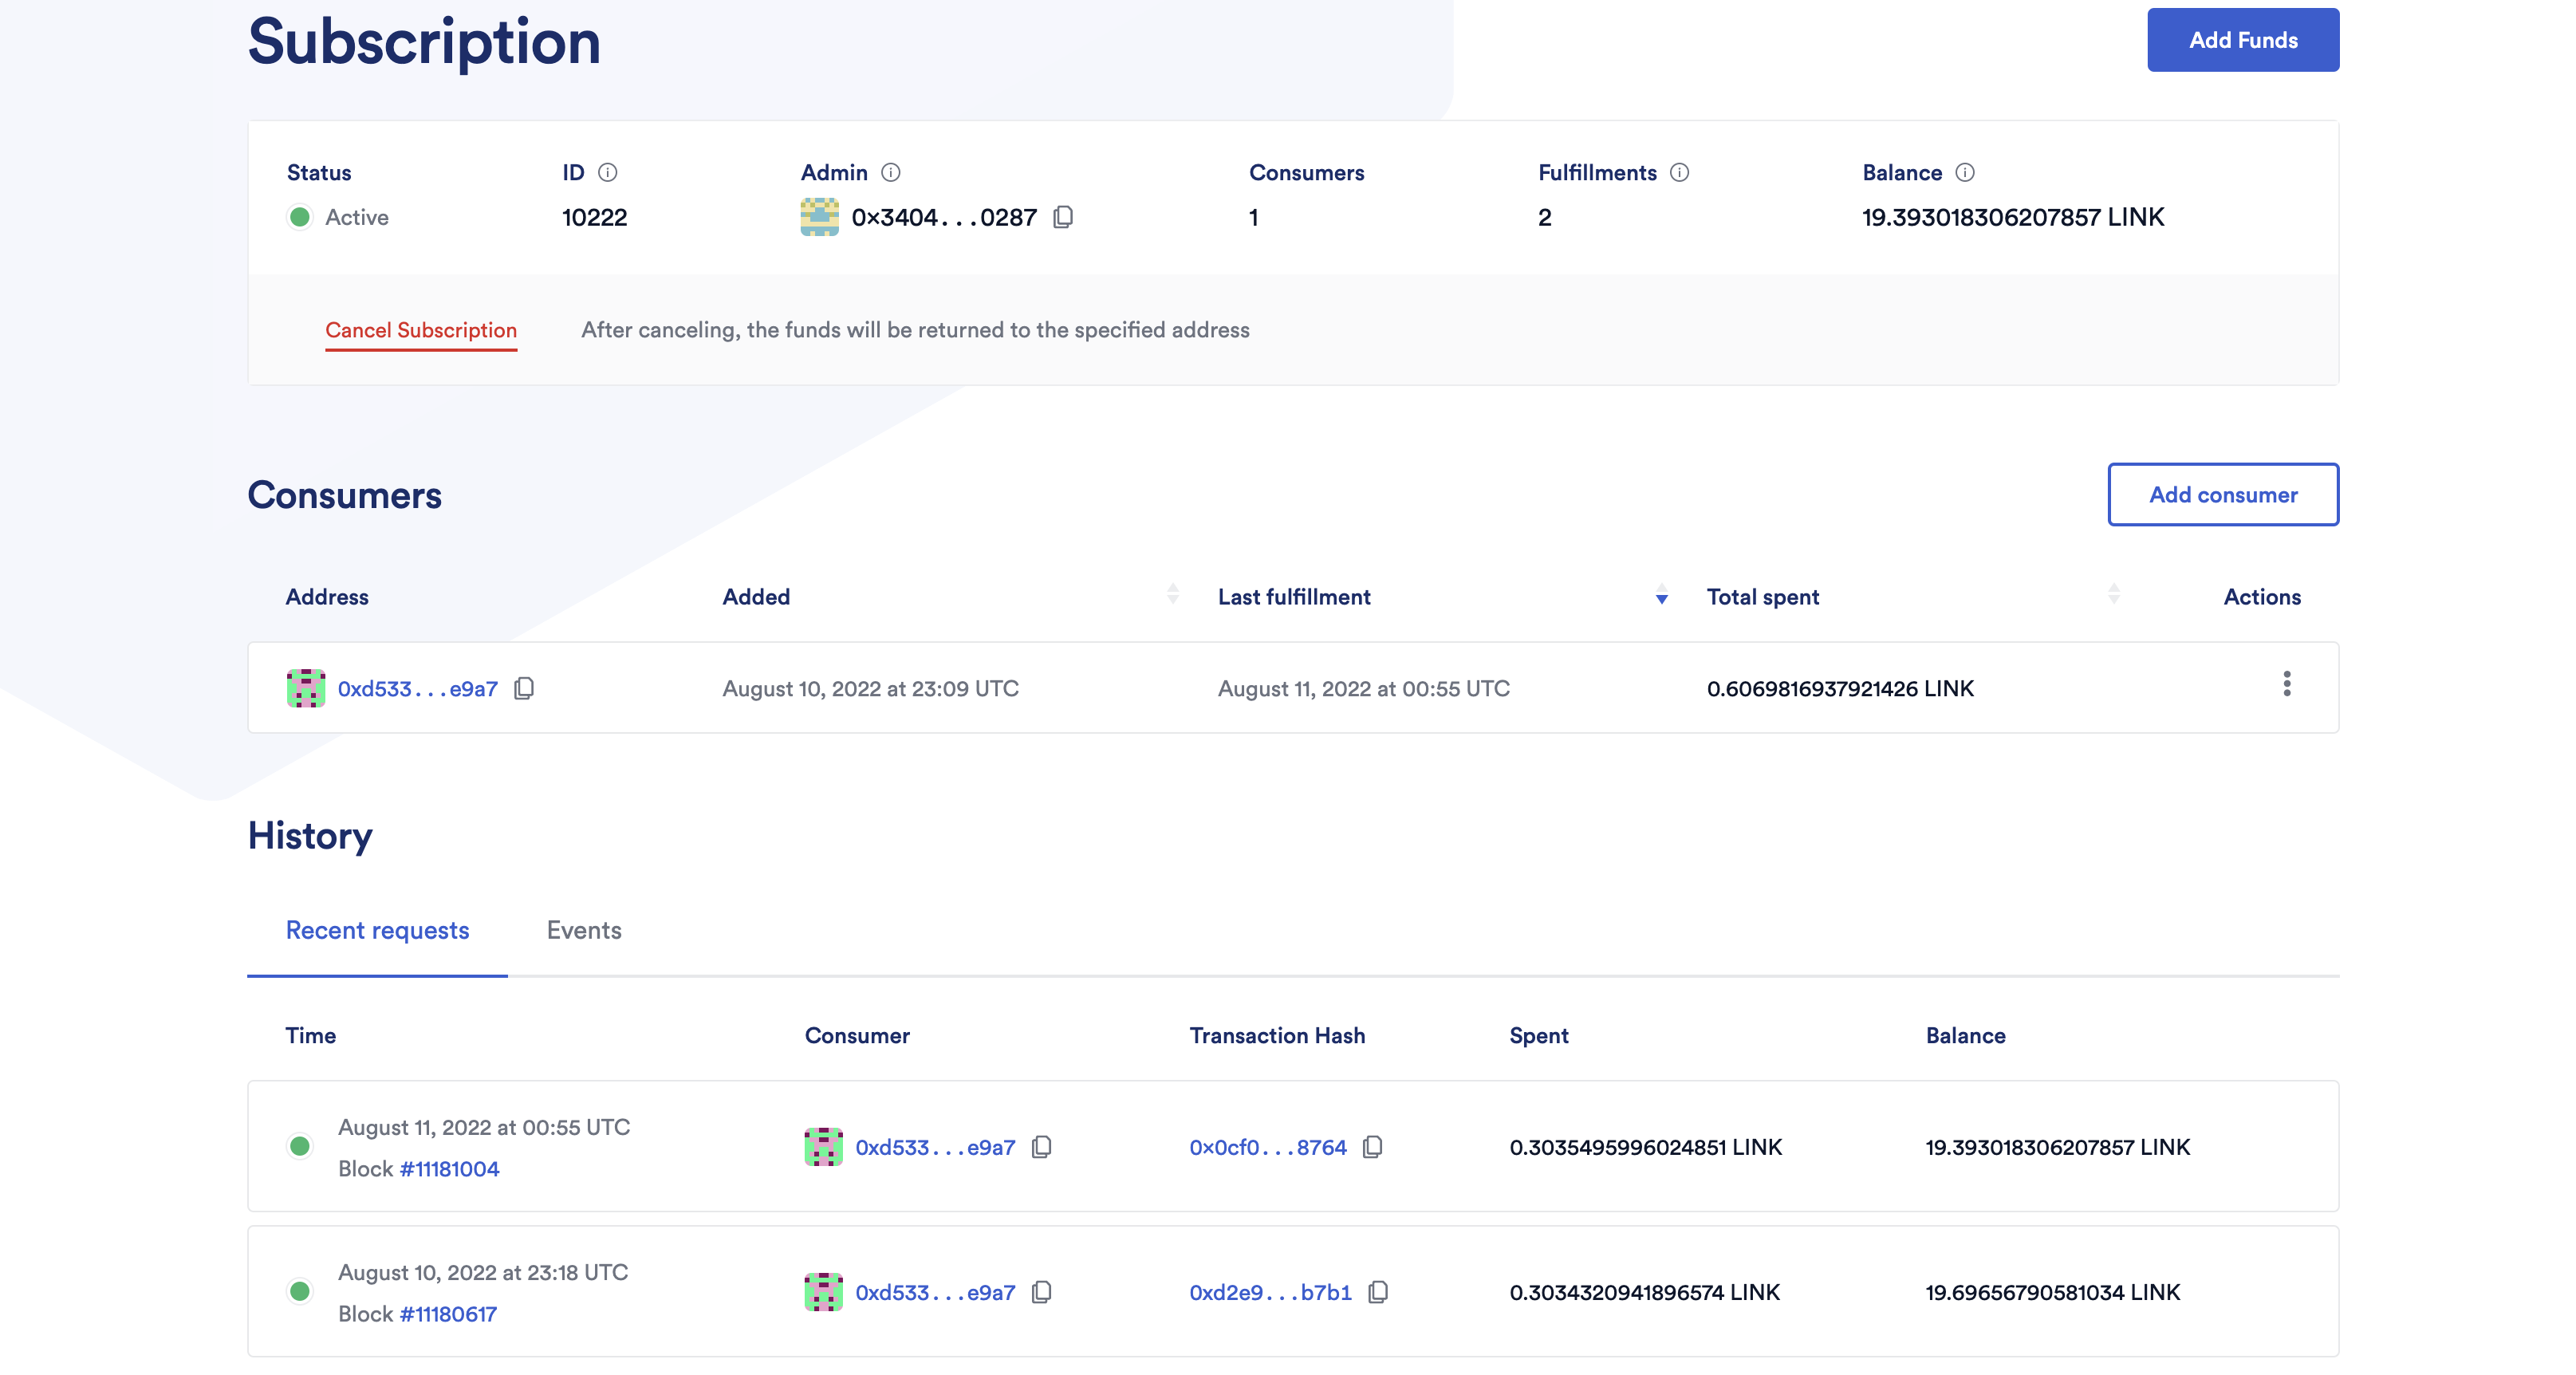 Subscription
Add Funds
Status ID Admin Consumers Fulfillments Balance
Active 10222 0x3404...0287 1 2 19.393018306207857 LINK
Cancel Subscription After canceling, the funds will be returned to the specified address
Consumers
Add consumer
Address Added Last fulfillment Total spent Actions
0xd533...e9a7 August 10, 2022 at 23:09 UTC August 11, 2022 at 00:55 UTC 0.6069816937921426 LINK
History
Recent requests Events
Time Consumer Transaction Hash Spent Balance
August 11, 2022 at 00:55 UTC
Block #11181004
0xd533...e9a7 0x0cf0...8764 0.3035495996024851 LINK 19.393018306207857 LINK
August 10, 2022 at 23:18 UTC
Block #11180617
0xd533...e9a7 0xd2e9...b7b1 0.3034320941896574 LINK 19.69656790581034 LINK